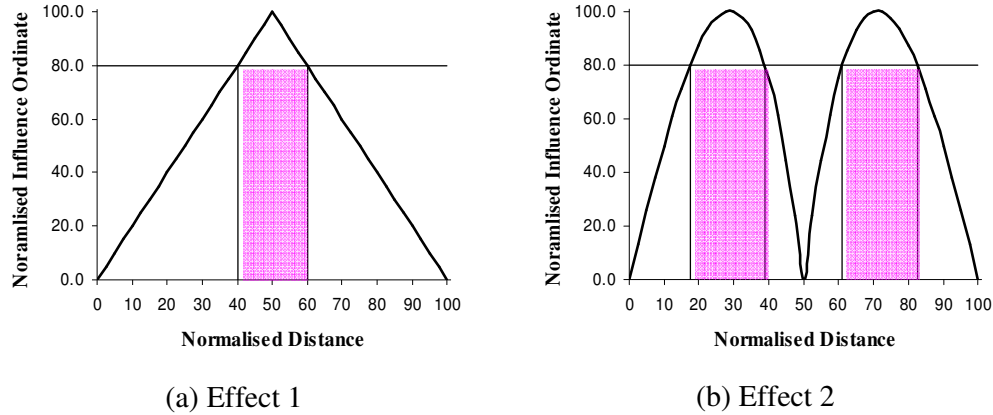 Noramlised Influence Ordinate
100.0
80.0
60.0
40.0
20.0
0.0
0 10 20 30 40 50 60 70 80 90 100
Normalised Distance
(a) Effect 1
Noramlised Influence Ordinate
100.0
80.0
60.0
40.0
20.0
0.0
0 10 20 30 40 50 60 70 80 90 100
Normalised Distance
(b) Effect 2